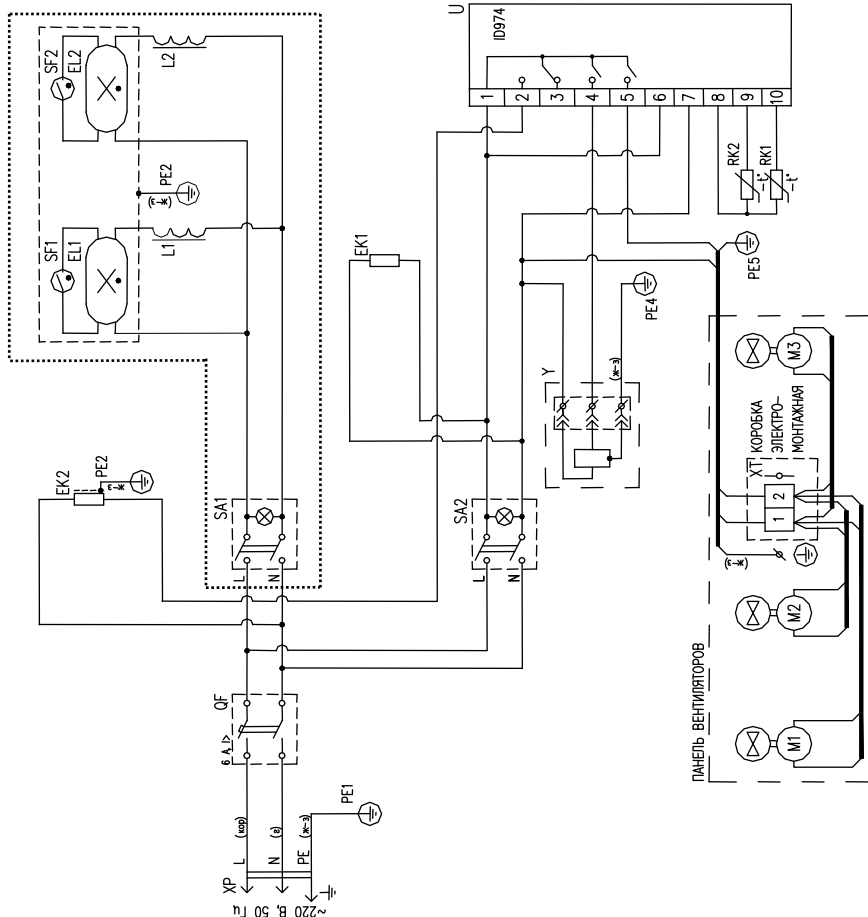 U
ID974
1
2
3
4
5
6
7
8
9
10
SF2
EL2
L2
PE2
(ж-з)
SF1
EL1
L1
EK2
PE2
ж-з
SA1
L
N
EK1
RK2
-t°
RK1
-t°
Y
(ж-з)
PE4
PE5
SA2
L
N
QF
6 А I>
ХР
~220 В, 50 Гц
L
(кор)
N
(г)
PE
(ж-з)
PE1
ПАНЕЛЬ ВЕНТИЛЯТОРОВ
КОРОБКА
ЭЛЕКТРО-
МОНТАЖНАЯ
XT
1
2
(ж-з)
M1
M2
M3